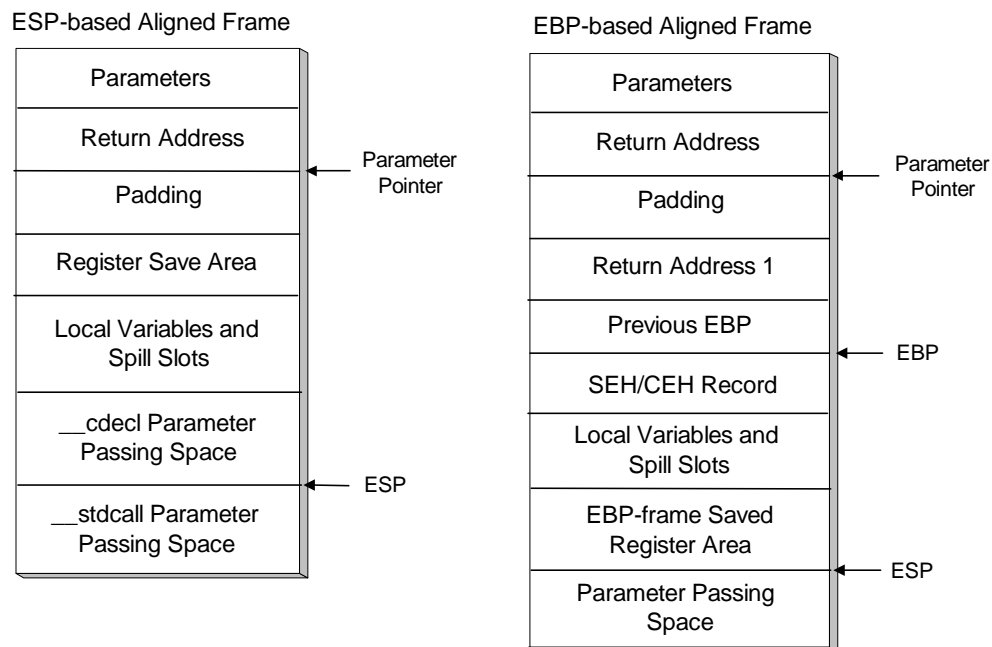 ESP-based Aligned Frame
Parameters
Return Address
Padding
Register Save Area
Local Variables and
Spill Slots
__cdecl Parameter
Passing Space
__stdcall Parameter
Passing Space
Parameter
Pointer
ESP
EBP-based Aligned Frame
Parameters
Return Address
Padding
Return Address 1
Previous EBP
SEH/CEH Record
Local Variables and
Spill Slots
EBP-frame Saved
Register Area
Parameter Passing
Space
Parameter
Pointer
EBP
ESP